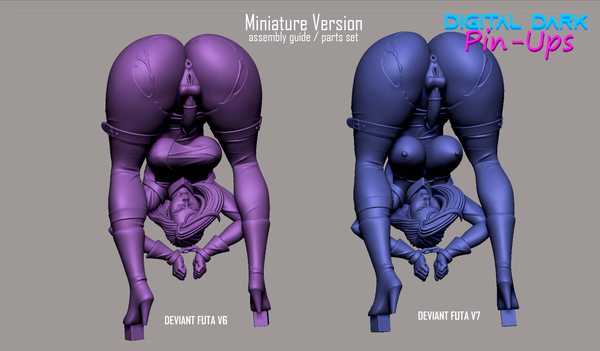 Miniature Version
assembly guide / parts set
DIGITAL DARK
Pin-Ups
DEVIANT FUTA V6
DEVIANT FUTA V7